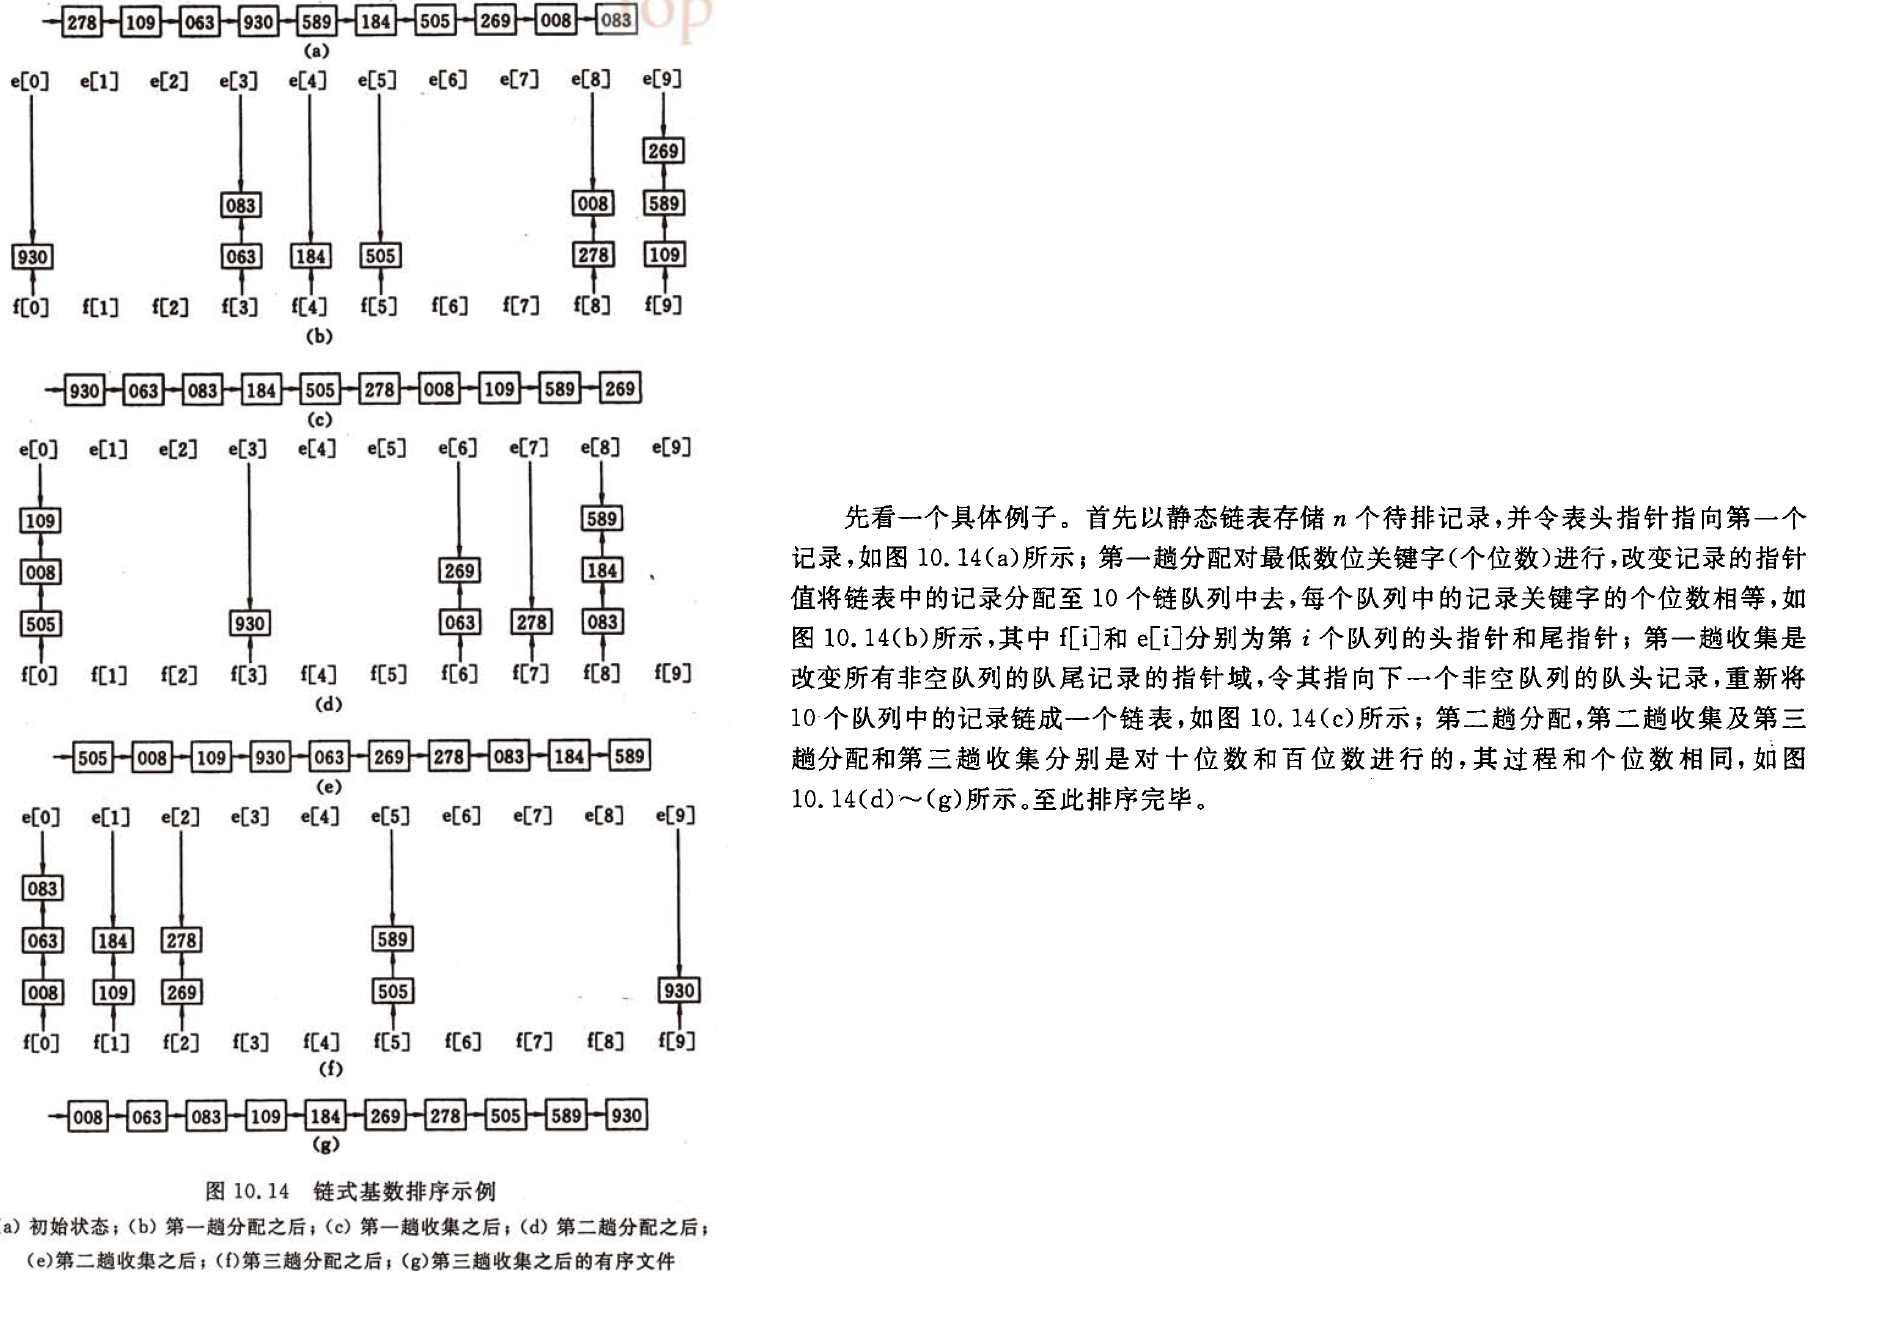 278 109 063 930 589 184 505 269 008 083
(a)
e[0] e[1] e[2] e[3] e[4] e[5] e[6] e[7] e[8] e[9]
269
083 008 589
930 063 184 505 278 109
f[0] f[1] f[2] f[3] f[4] f[5] f[6] f[7] f[8] f[9]
(b)
930 063 083 184 505 278 008 109 589 269
(c)
e[0] e[1] e[2] e[3] e[4] e[5] e[6] e[7] e[8] e[9]
109 589
008 269 184
505 930 063 278 083
f[0] f[1] f[2] f[3] f[4] f[5] f[6] f[7] f[8] f[9]
(d)
505 008 109 930 063 269 278 083 184 589
(e)
e[0] e[1] e[2] e[3] e[4] e[5] e[6] e[7] e[8] e[9]
083
063 184 278 589
008 109 269 505 930
f[0] f[1] f[2] f[3] f[4] f[5] f[6] f[7] f[8] f[9]
(f)
008 063 083 109 184 269 278 505 589 930
(g)
图 10.14 链式基数排序示例
a) 初始状态；(b) 第一趟分配之后；(c) 第一趟收集之后；(d) 第二趟分配之后；
(e)第二趟收集之后；(f)第三趟分配之后；(g)第三趟收集之后的有序文件
先看一个具体例子。首先以静态链表存储 n 个待排记录，并令表头指针指向第一个
记录，如图 10.14(a)所示；第一趟分配对最低数位关键字(个位数)进行，改变记录的指针
值将链表中的记录分配至 10 个链队列中去，每个队列中的记录关键字的个位数相等，如
图 10.14(b)所示，其中 f[i]和 e[i]分别为第 i 个队列的头指针和尾指针；第一趟收集是
改变所有非空队列的队尾记录的指针域，令其指向下一个非空队列的队头记录，重新将
10 个队列中的记录链成一个链表，如图 10.14(c)所示；第二趟分配，第二趟收集及第三
趟分配和第三趟收集分别是对十位数和百位数进行的，其过程和个位数相同，如图
10.14(d)～(g)所示。至此排序完毕。